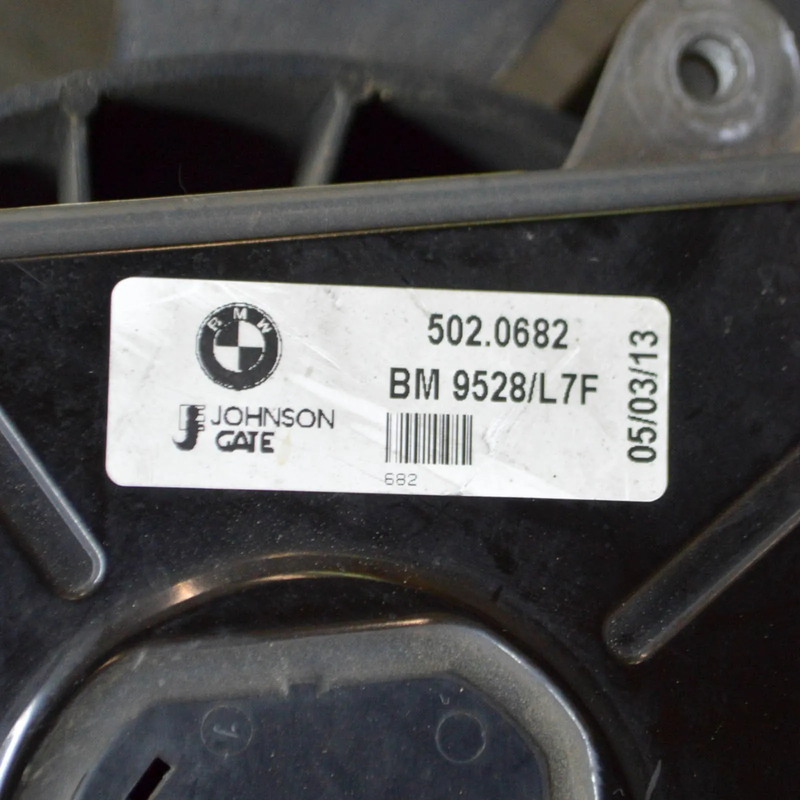 BMW
JOHNSON
GATE
502.0682
BM 9528/L7F
682
05/03/13